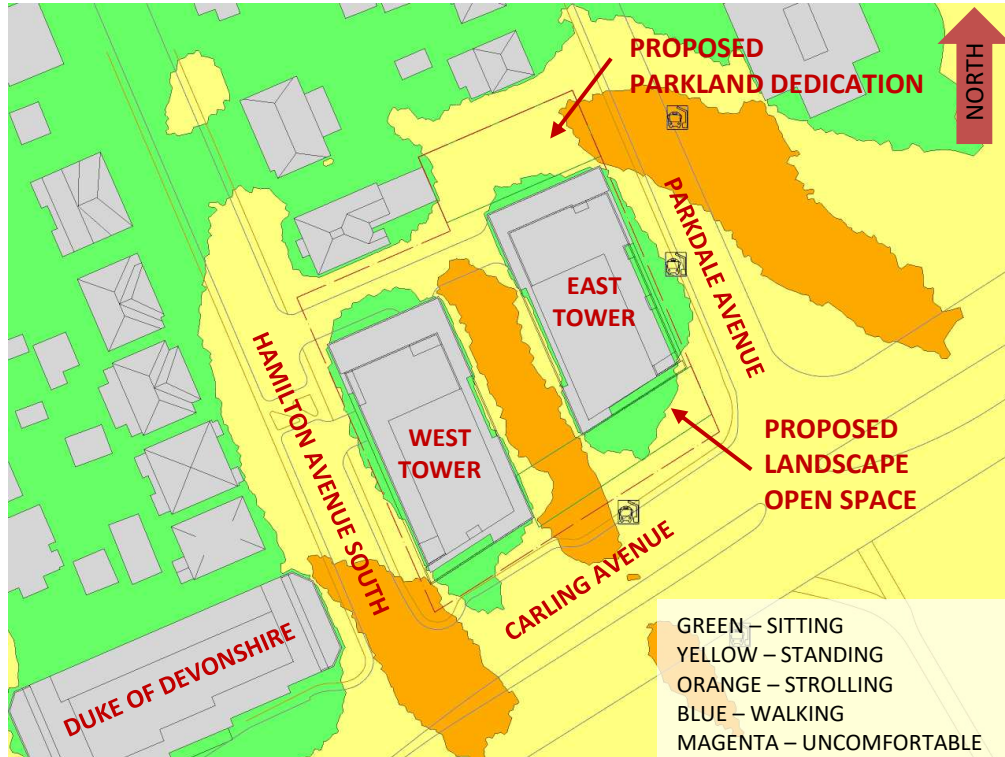 PROPOSED
PARKLAND DEDICATION
NORTH
PARKDALE AVENUE
EAST
TOWER
HAMILTON AVENUE SOUTH
WEST
TOWER
PROPOSED
LANDSCAPE
OPEN SPACE
CARLING AVENUE
DUKE OF DEVONSHIRE
GREEN – SITTING
YELLOW – STANDING
ORANGE – STROLLING
BLUE – WALKING
MAGENTA – UNCOMFORTABLE